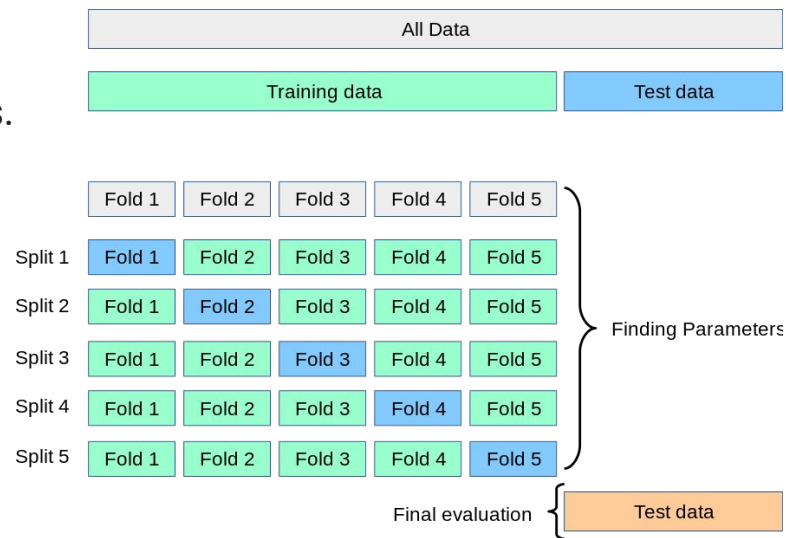 All Data
Training data Test data
s.
Fold 1 Fold 2 Fold 3 Fold 4 Fold 5
Split 1 Fold 1 Fold 2 Fold 3 Fold 4 Fold 5
Split 2 Fold 1 Fold 2 Fold 3 Fold 4 Fold 5
Finding Parameters
Split 3 Fold 1 Fold 2 Fold 3 Fold 4 Fold 5
Split 4 Fold 1 Fold 2 Fold 3 Fold 4 Fold 5
Split 5 Fold 1 Fold 2 Fold 3 Fold 4 Fold 5
Final evaluation Test data